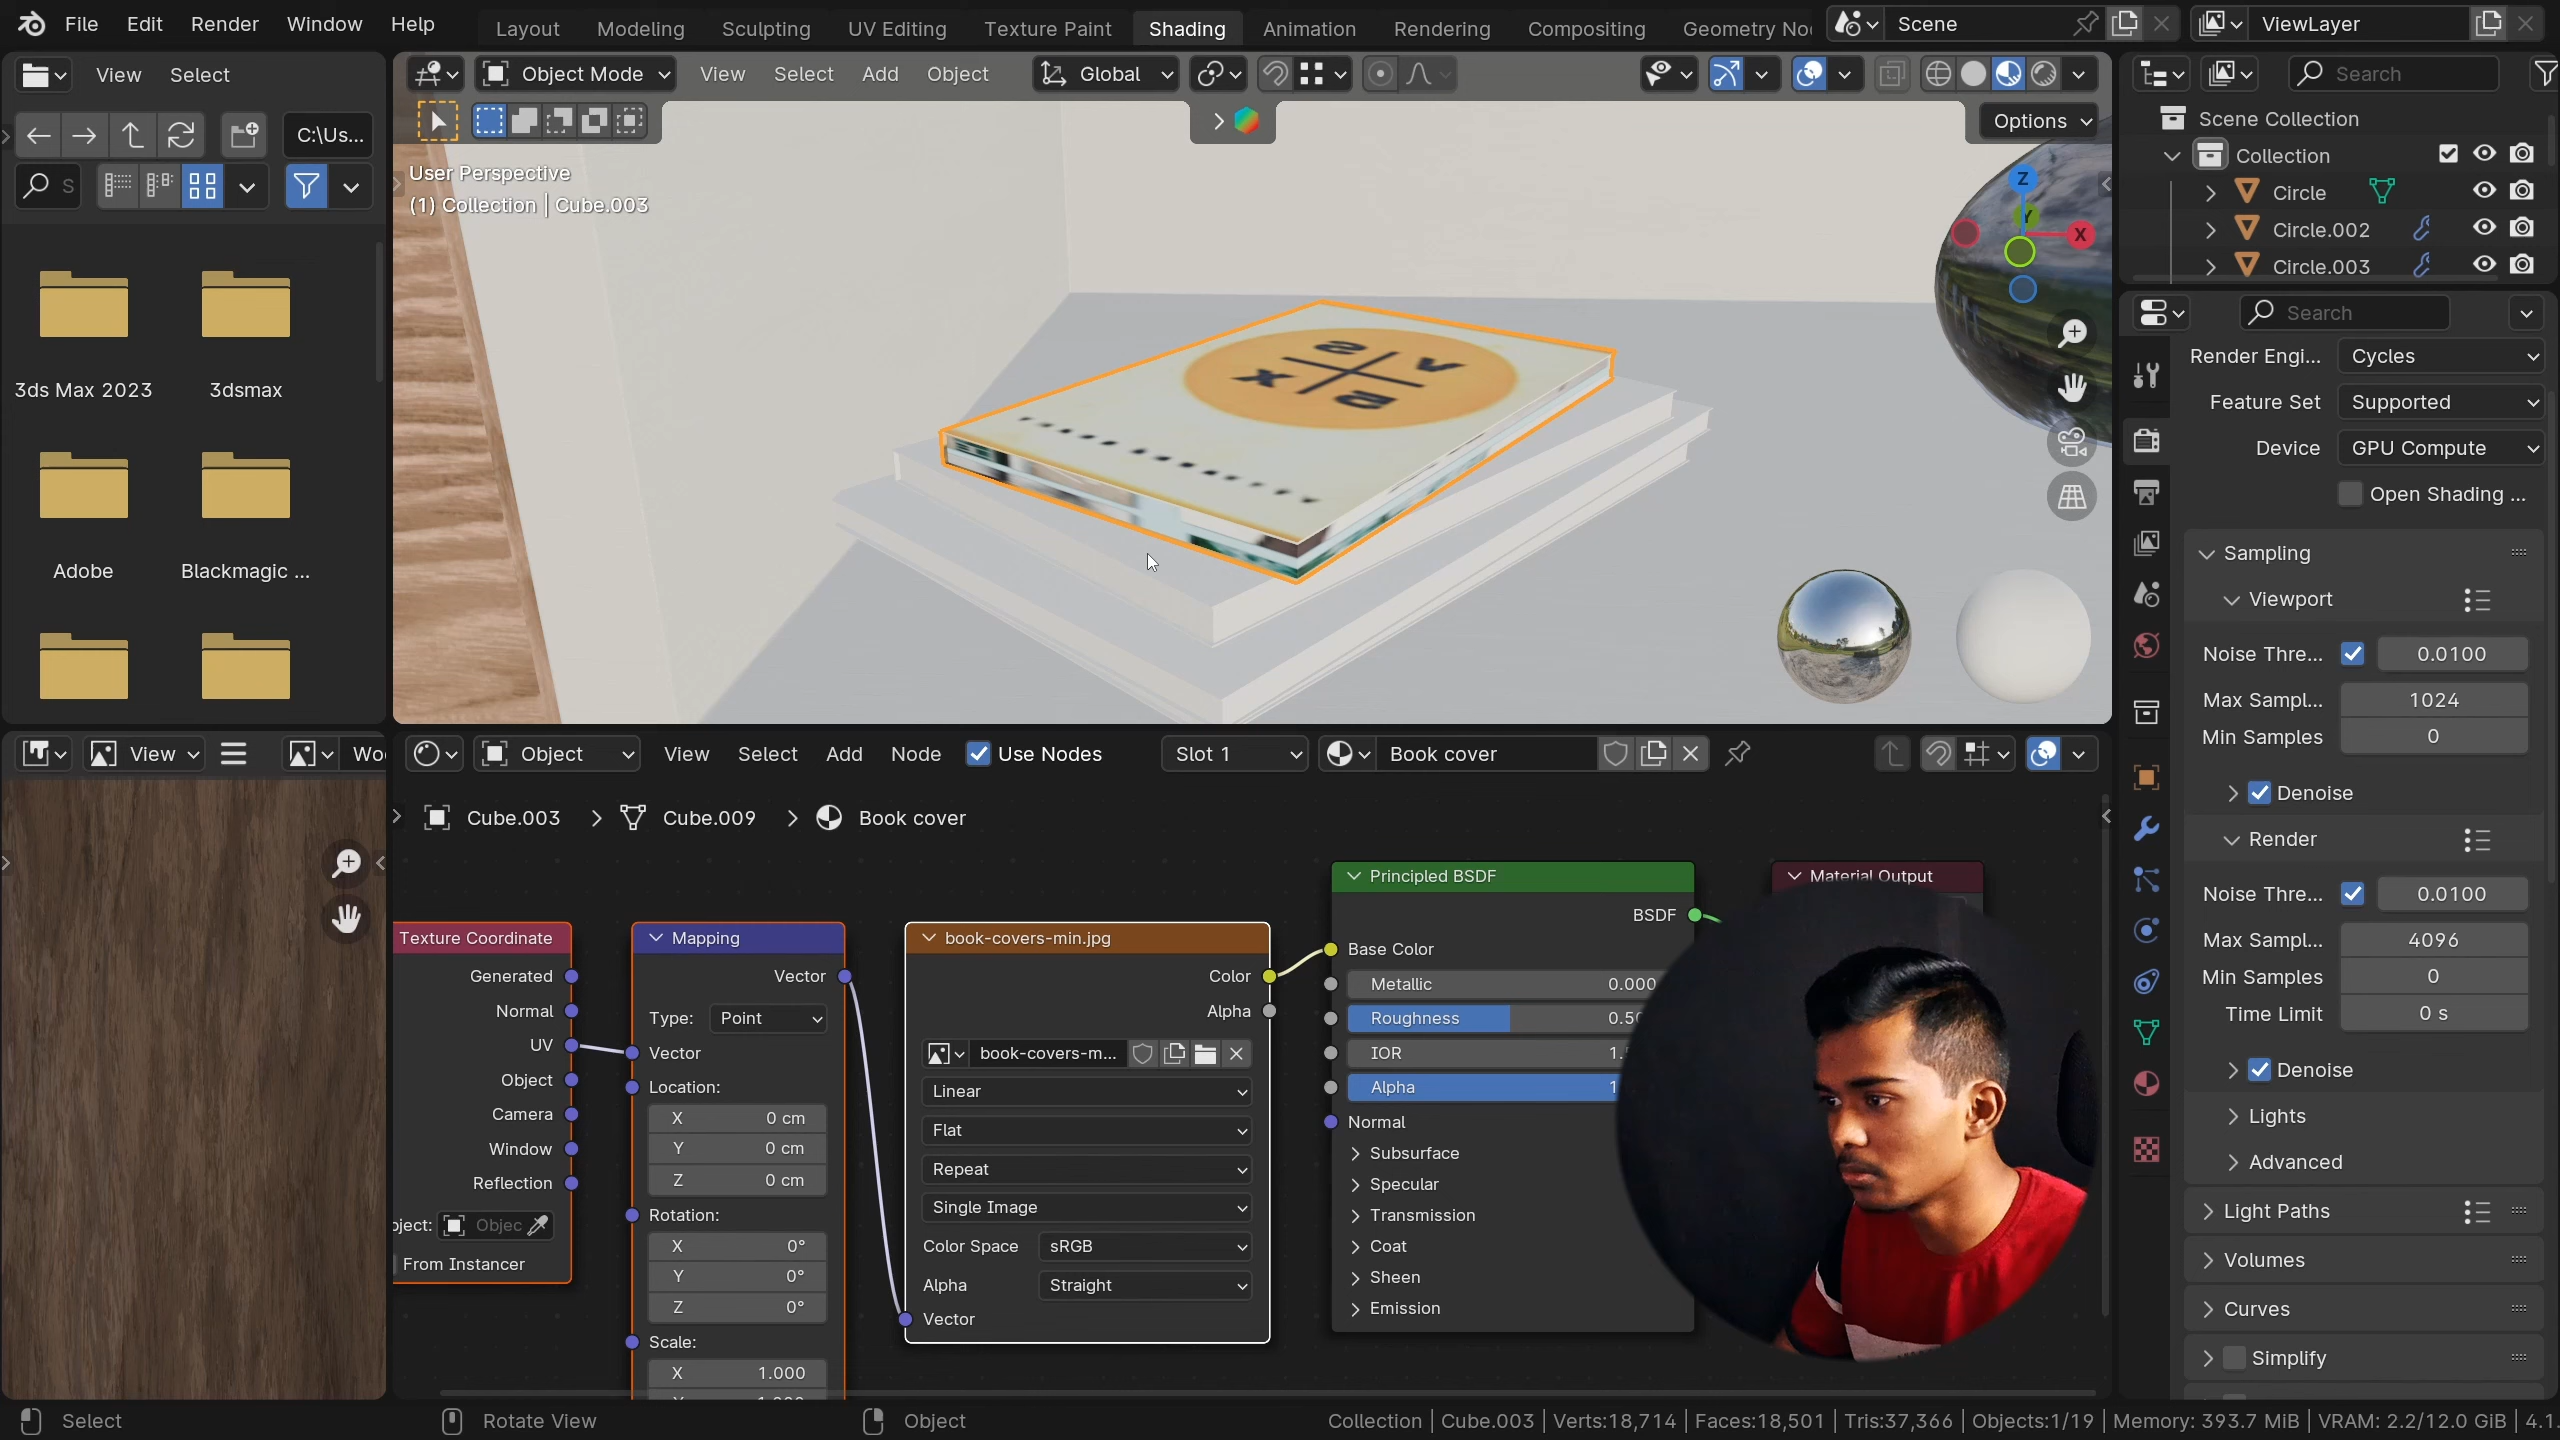 File Edit Render Window Help
Layout Modeling Sculpting UV Editing Texture Paint Shading Animation Rendering Compositing Geometry No
Scene
ViewLayer
View Select
C:\Us...
S
3ds Max 2023
3dsmax
Adobe
Blackmagic ...
Object Mode View Select Add Object Global
Options
User Perspective
(1) Collection | Cube.003
Z
Y
X
Search
Scene Collection
Collection
Circle
Circle.002
Circle.003
Search
Render Engi... Cycles
Feature Set Supported
Device GPU Compute
Open Shading ...
Sampling
Viewport
Noise Thre... 0.0100
Max Sampl... 1024
Min Samples 0
Denoise
Render
Noise Thre... 0.0100
Max Sampl... 4096
Min Samples 0
Time Limit 0 s
Denoise
Lights
Advanced
Light Paths
Volumes
Curves
Simplify
View
Wo
Object View Select Add Node Use Nodes Slot 1 Book cover
Cube.003 Cube.009 Book cover
Texture Coordinate
Generated
Normal
UV
Object
Camera
Window
Reflection
bject: Objec
From Instancer
Mapping
Vector
Type: Point
Vector
Location:
X 0 cm
Y 0 cm
Z 0 cm
Rotation:
X 0°
Y 0°
Z 0°
Scale:
X 1.000
book-covers-min.jpg
Color
Alpha
book-covers-m...
Linear
Flat
Repeat
Single Image
Color Space sRGB
Alpha Straight
Vector
Principled BSDF
BSDF
Base Color
Metallic 0.000
Roughness 0.50
IOR 1.
Alpha 1
Normal
Subsurface
Specular
Transmission
Coat
Sheen
Emission
Material Output
Select
Rotate View
Object
Collection | Cube.003 | Verts:18,714 | Faces:18,501 | Tris:37,366 | Objects:1/19 | Memory: 393.7 MiB | VRAM: 2.2/12.0 GiB | 4.1.